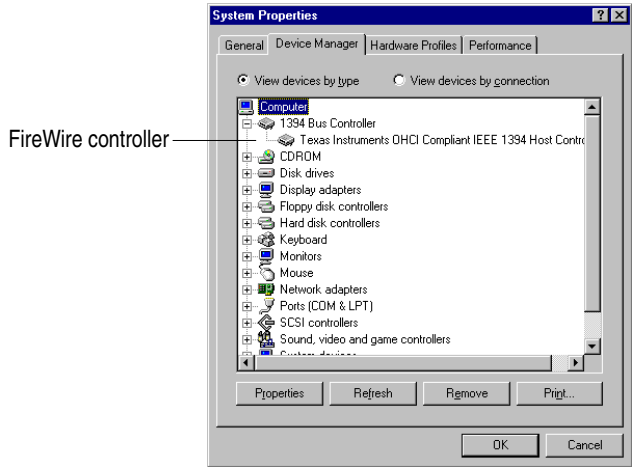 System Properties
General Device Manager Hardware Profiles Performance
View devices by type View devices by connection
Computer
1394 Bus Controller
FireWire controller
Texas Instruments OHCI Compliant IEEE 1394 Host Contro
CDROM
Disk drives
Display adapters
Floppy disk controllers
Hard disk controllers
Keyboard
Monitors
Mouse
Network adapters
Ports (COM & LPT)
SCSI controllers
Sound, video and game controllers
System devices
Properties Refresh Remove Print...
OK Cancel